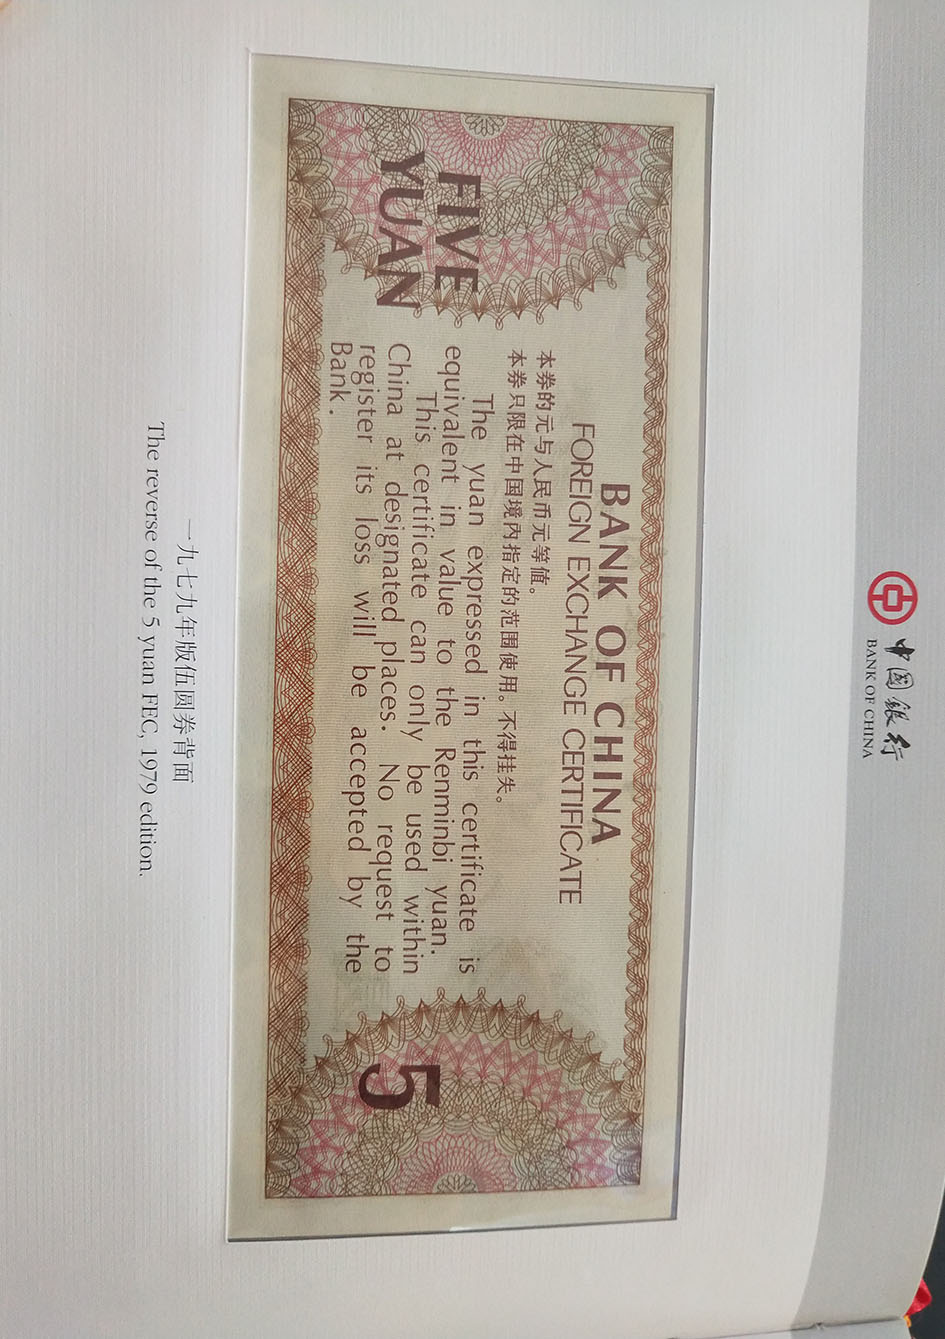 中國銀行
BANK OF CHINA
BANK OF CHINA
FOREIGN EXCHANGE CERTIFICATE
本券的元与人民币元等值。
本券只限在中国境内指定的范围使用。不得挂失。
The yuan expressed in this certificate is
equivalent in value to the Renminbi yuan.
This certificate can only be used within
China at designated places. No request to
register its loss will be accepted by the
Bank.
FIVE
YUAN
5
一九七九年版伍圆券背面
The reverse of the 5 yuan FEC, 1979 edition.